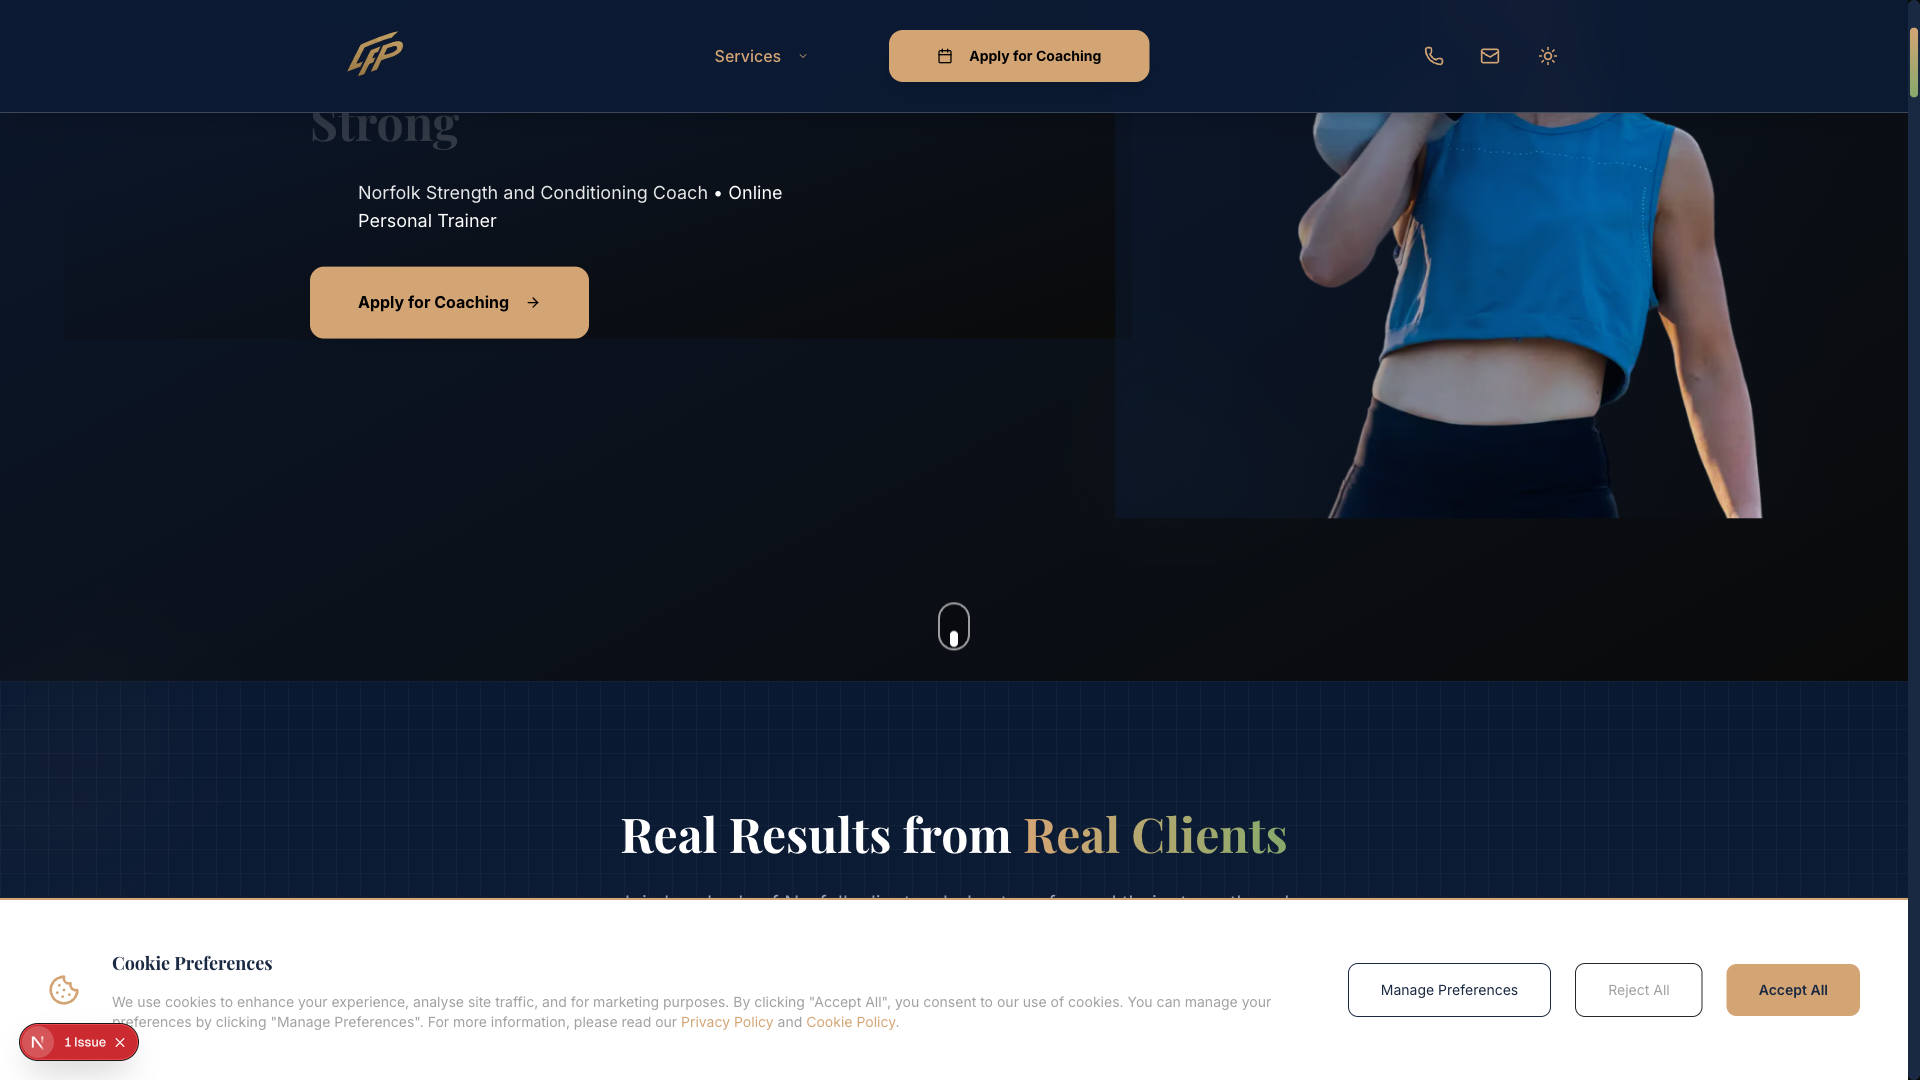 LFP
Services
Apply for Coaching
Strong
Norfolk Strength and Conditioning Coach • Online
Personal Trainer
Apply for Coaching
Real Results from Real Clients
Cookie Preferences
We use cookies to enhance your experience, analyse site traffic, and for marketing purposes. By clicking "Accept All", you consent to our use of cookies. You can manage your
preferences by clicking "Manage Preferences". For more information, please read our Privacy Policy and Cookie Policy.
Manage Preferences
Reject All
Accept All
N
1 Issue